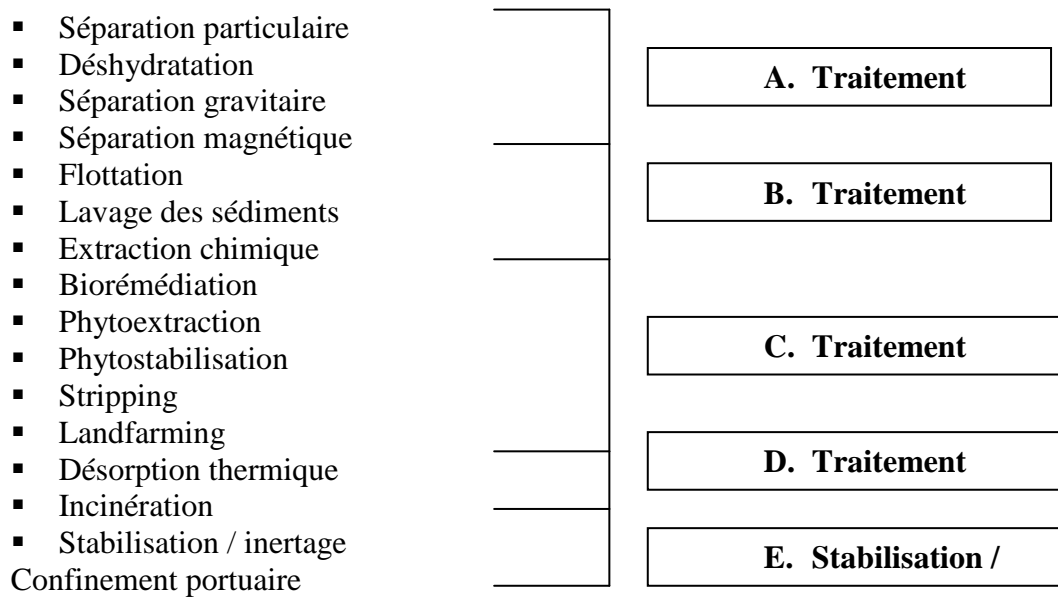 ▪ Séparation particulaire
▪ Déshydratation
▪ Séparation gravitaire
▪ Séparation magnétique
▪ Flottation
▪ Lavage des sédiments
▪ Extraction chimique
▪ Biorémédiation
▪ Phytoextraction
▪ Phytostabilisation
▪ Stripping
▪ Landfarming
▪ Désorption thermique
▪ Incinération
▪ Stabilisation / inertage
Confinement portuaire
A. Traitement
B. Traitement
C. Traitement
D. Traitement
E. Stabilisation /